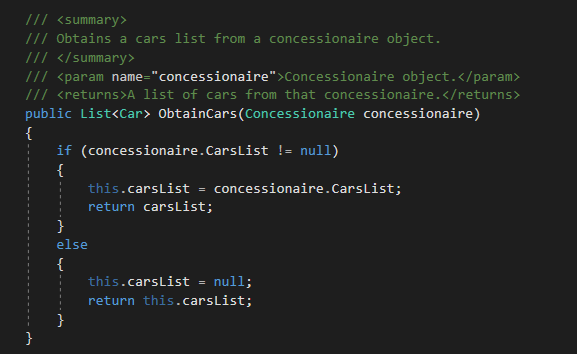 /// <summary>
/// Obtains a cars list from a concessionaire object.
/// </summary>
/// <param name="concessionaire">Concessionaire object.</param>
/// <returns>A list of cars from that concessionaire.</returns>
public List<Car> ObtainCars(Concessionaire concessionaire)
{
    if (concessionaire.CarsList != null)
    {
        this.carsList = concessionaire.CarsList;
        return carsList;
    }
    else
    {
        this.carsList = null;
        return this.carsList;
    }
}